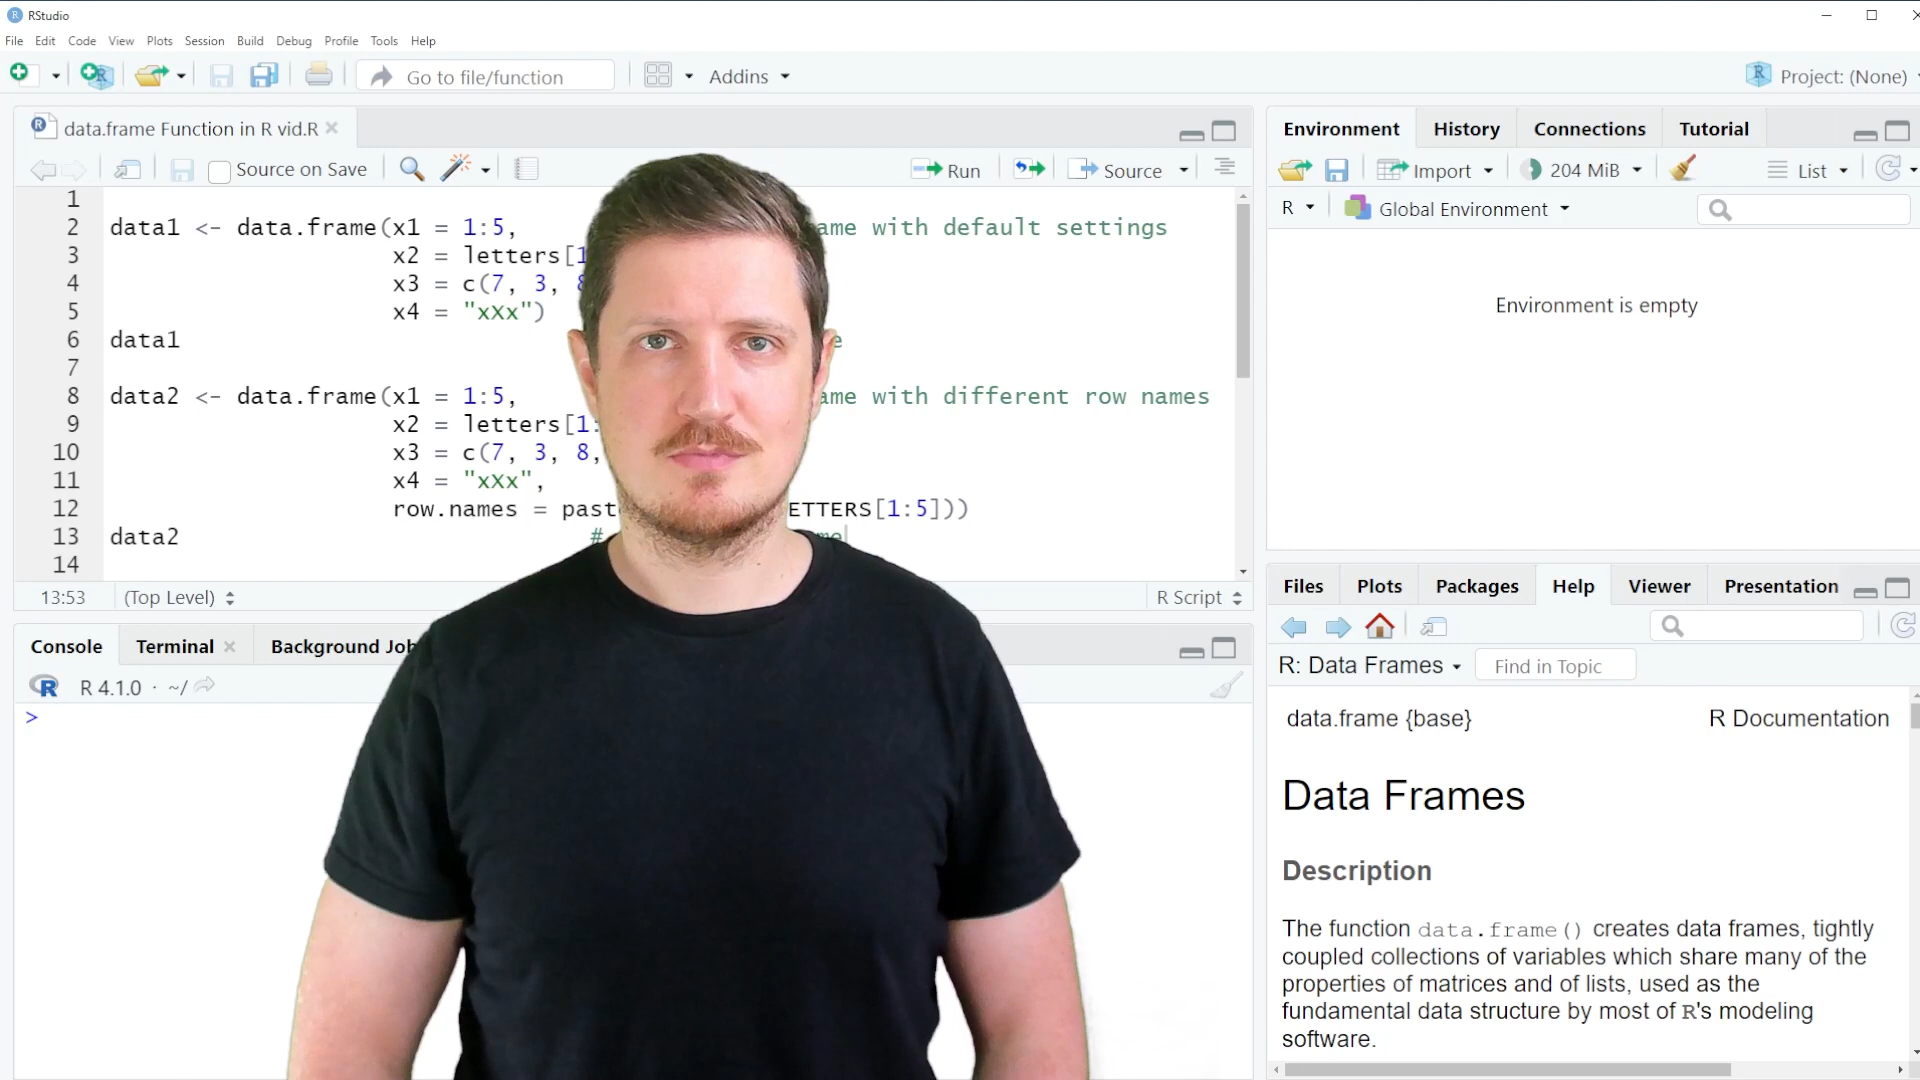 RStudio
File Edit Code View Plots Session Build Debug Profile Tools Help
Go to file/function Addins Project: (None)
data.frame Function in R vid.R
Source on Save Run Source
1
2 data1 <- data.frame(x1 = 1:5, ame with default settings
3 x2 = letters[1
4 x3 = c(7, 3,
5 x4 = "xXx")
6 data1
7
8 data2 <- data.frame(x1 = 1:5, ame with different row names
9 x2 = letters[1:
10 x3 = c(7, 3, 8,
11 x4 = "xXx",
12 row.names = past ETTERS[1:5]))
13 data2 #
14
13:53 (Top Level) R Script
Console Terminal Background Job
R 4.1.0 · ~/
>
Environment History Connections Tutorial
Import 204 MiB List
R Global Environment
Environment is empty
Files Plots Packages Help Viewer Presentation
R: Data Frames Find in Topic
data.frame {base} R Documentation
Data Frames
Description
The function data.frame() creates data frames, tightly
coupled collections of variables which share many of the
properties of matrices and of lists, used as the
fundamental data structure by most of R's modeling
software.